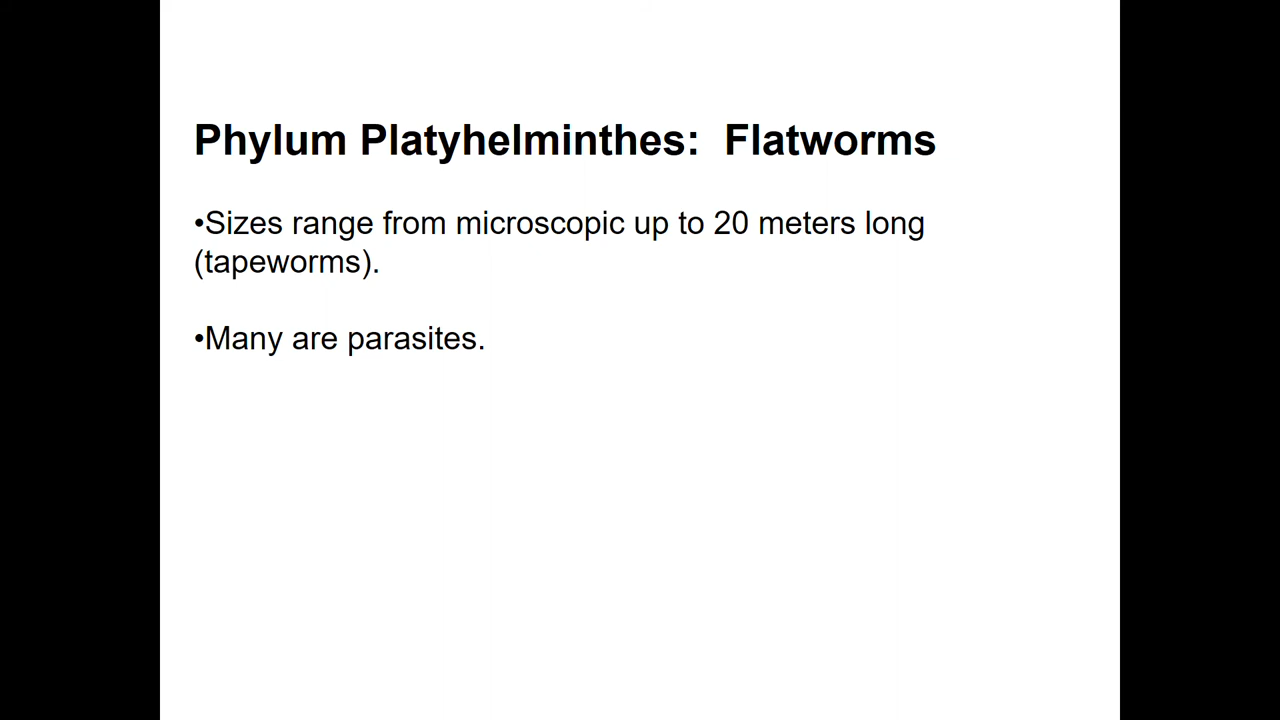 Phylum Platyhelminthes:  Flatworms
•Sizes range from microscopic up to 20 meters long
(tapeworms).
•Many are parasites.